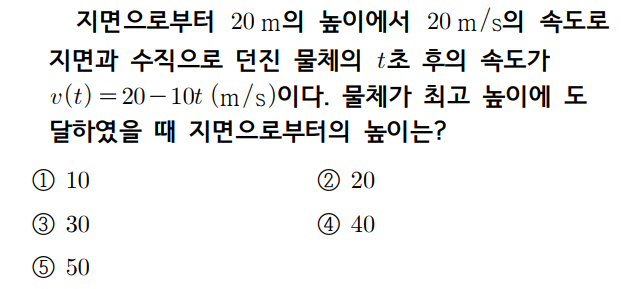 지면으로부터 20 m의 높이에서 20 m/s의 속도로
지면과 수직으로 던진 물체의 t초 후의 속도가
v(t)=20-10t (m/s)이다. 물체가 최고 높이에 도
달하였을 때 지면으로부터의 높이는?
① 10 ② 20
③ 30 ④ 40
⑤ 50